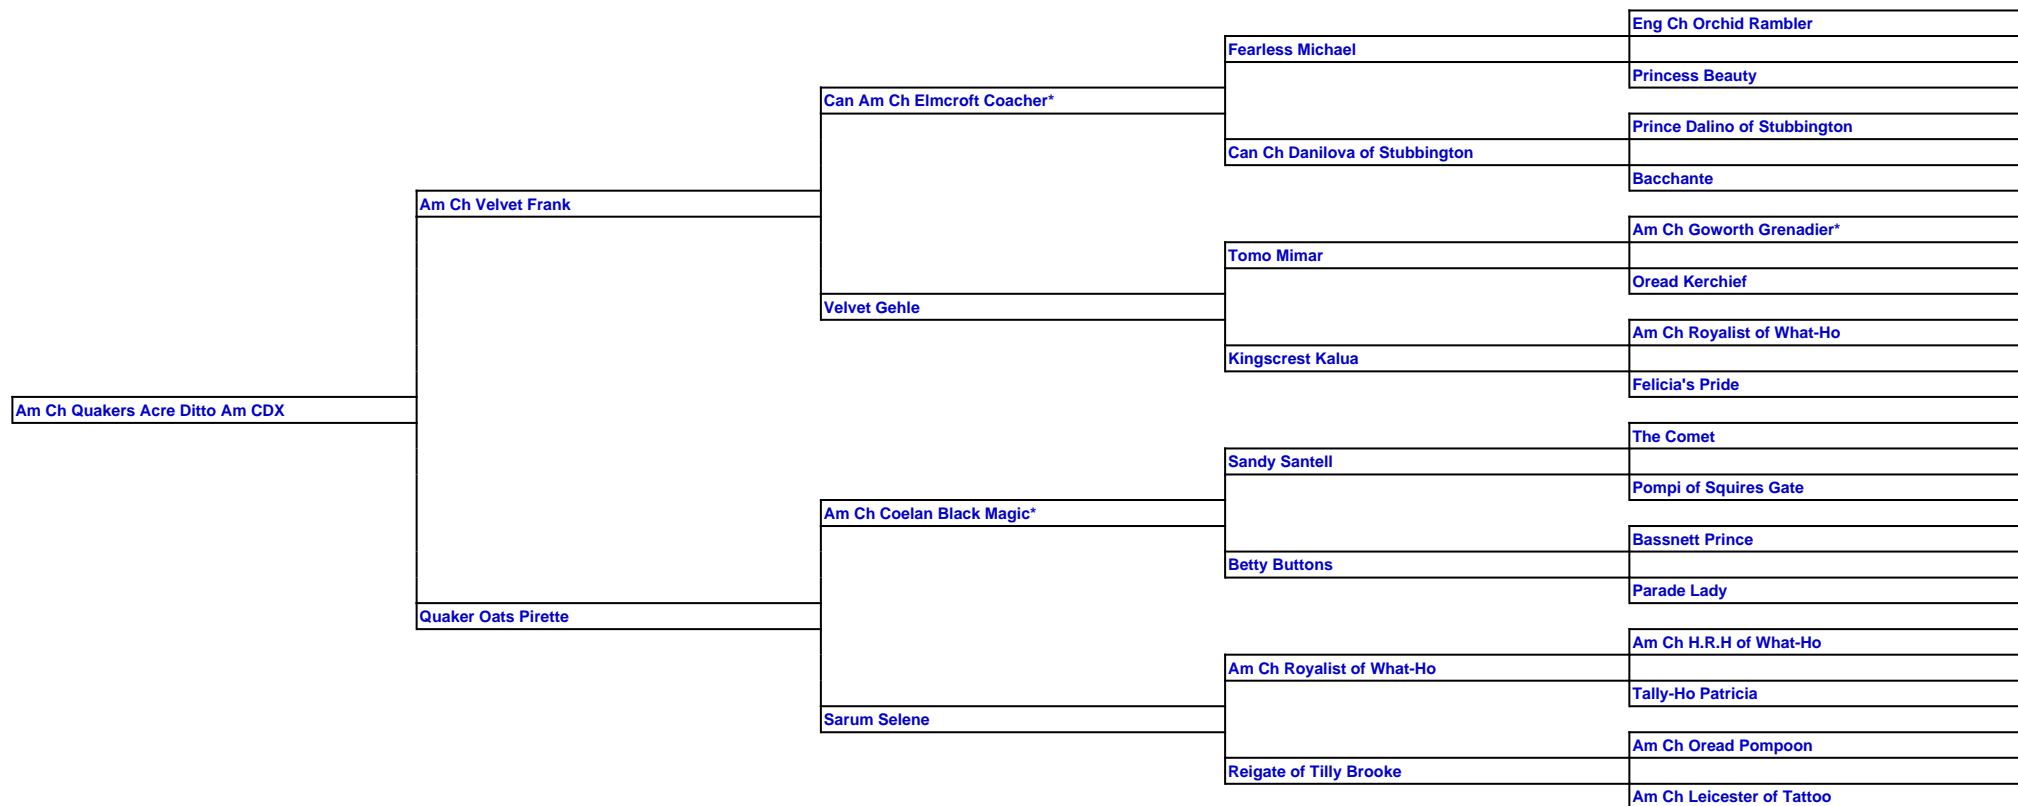 Eng Ch Orchid Rambler
Fearless Michael
Princess Beauty
Can Am Ch Elmcroft Coacher*
Prince Dalino of Stubbington
Can Ch Danilova of Stubbington
Bacchante
Am Ch Velvet Frank
Am Ch Goworth Grenadier*
Tomo Mimar
Oread Kerchief
Velvet Gehle
Am Ch Royalist of What-Ho
Kingscrest Kalua
Felicia's Pride
Am Ch Quakers Acre Ditto Am CDX
The Comet
Sandy Santell
Pompi of Squires Gate
Am Ch Coelan Black Magic*
Bassnett Prince
Betty Buttons
Parade Lady
Quaker Oats Pirette
Am Ch H.R.H of What-Ho
Am Ch Royalist of What-Ho
Tally-Ho Patricia
Sarum Selene
Am Ch Oread Pompoon
Reigate of Tilly Brooke
Am Ch Leicester of Tattoo